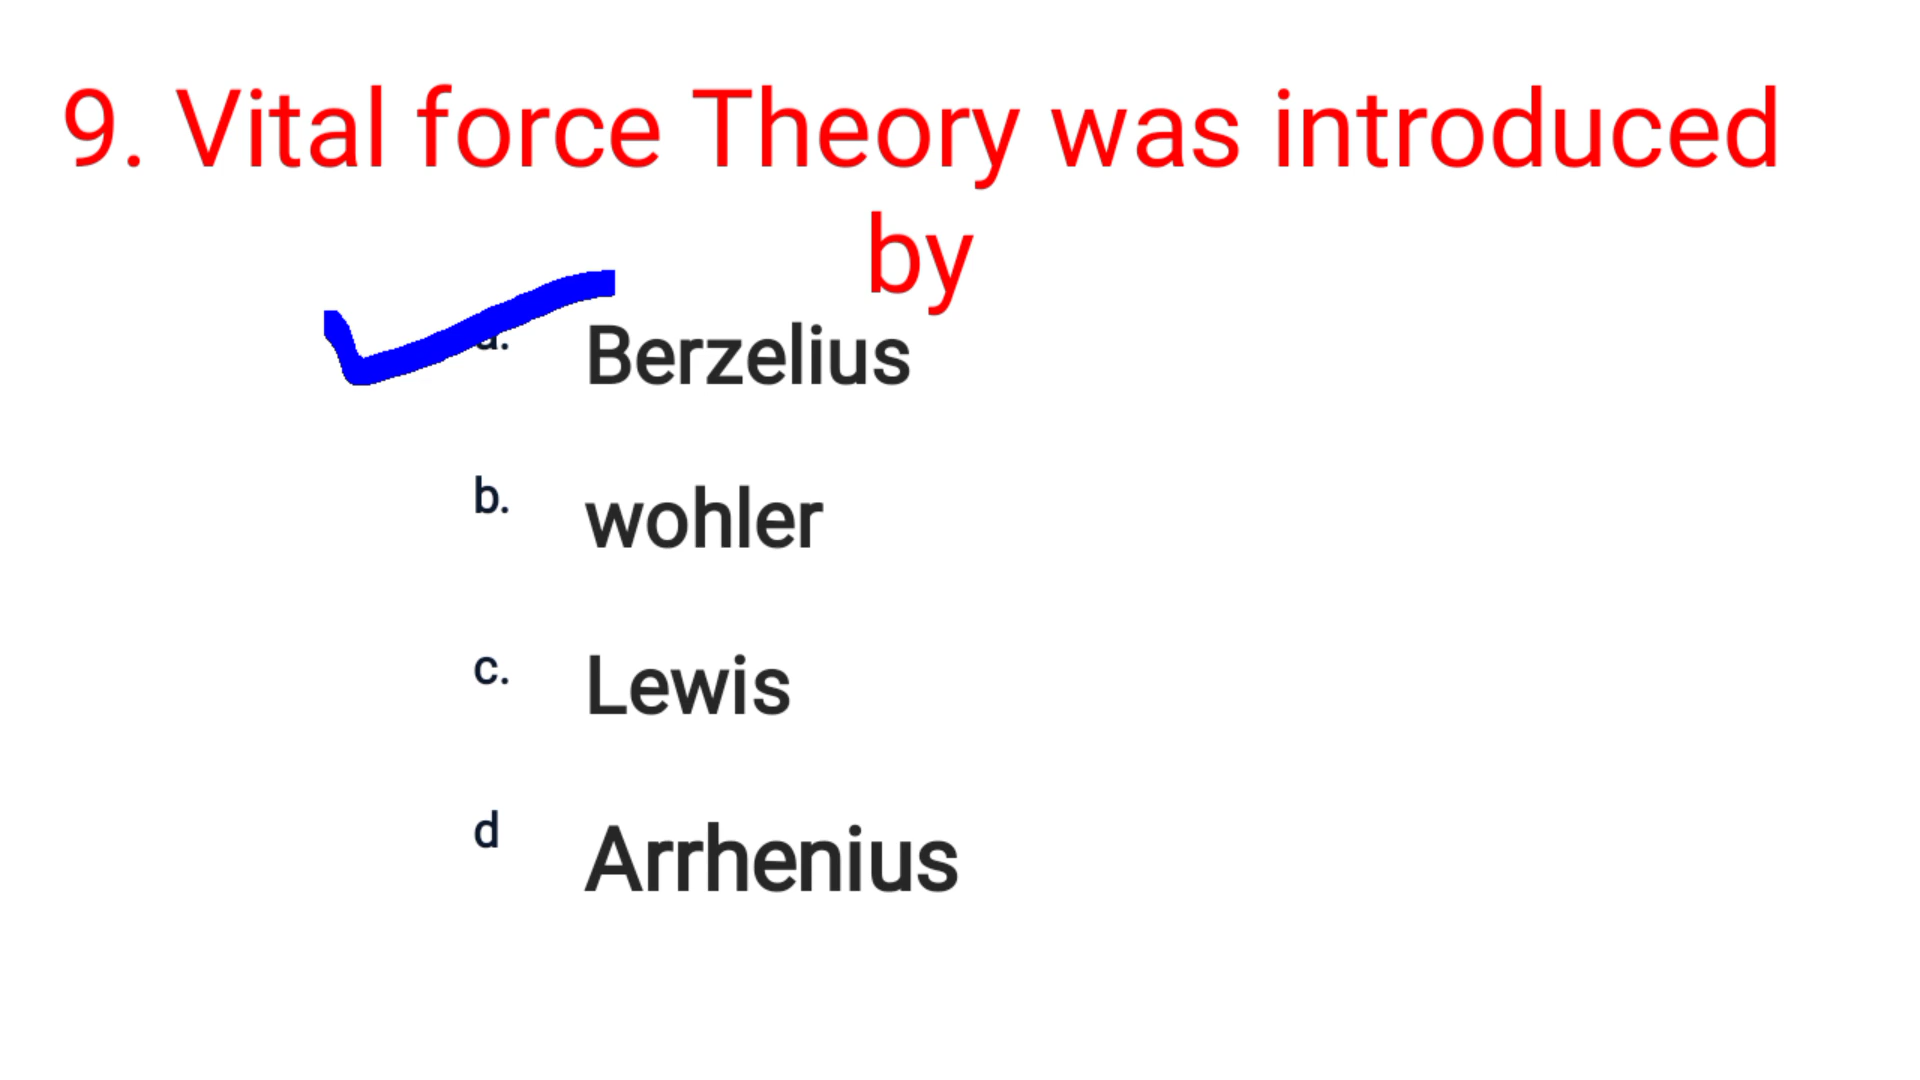 9. Vital force Theory was introduced
by
a. Berzelius
b. wohler
c. Lewis
d Arrhenius